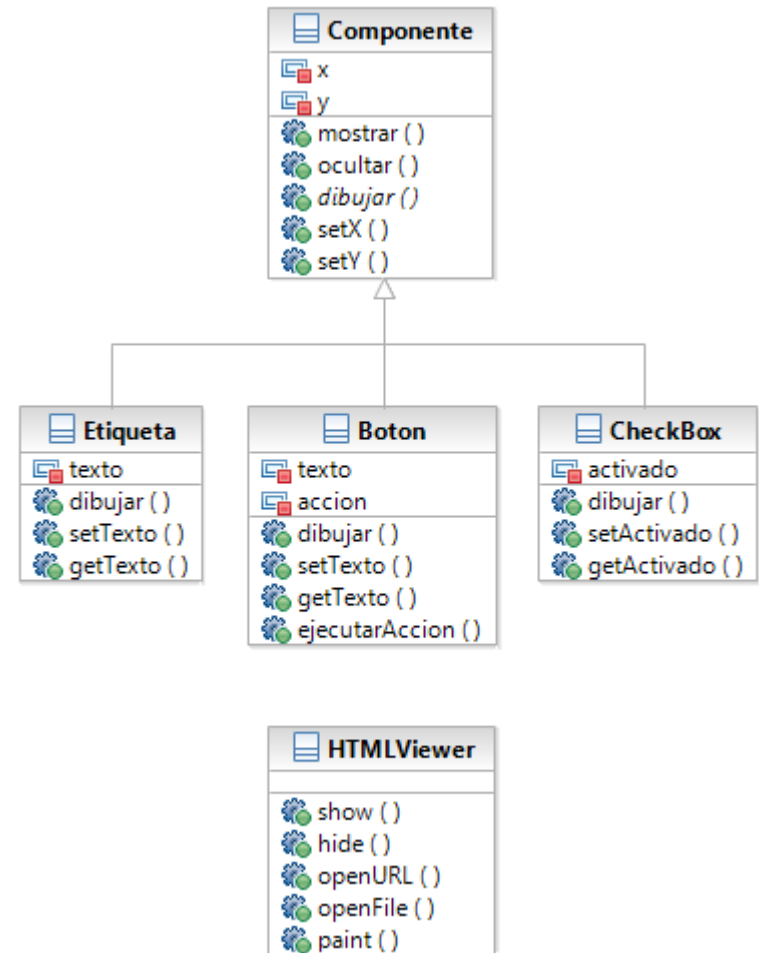 Componente
x
y
mostrar ( )
ocultar ( )
dibujar ( )
setX ( )
setY ( )
Etiqueta
texto
dibujar ( )
setTexto ( )
getTexto ( )
Boton
texto
accion
dibujar ( )
setTexto ( )
getTexto ( )
ejecutarAccion ( )
CheckBox
activado
dibujar ( )
setActivado ( )
getActivado ( )
HTMLViewer
show ( )
hide ( )
openURL ( )
openFile ( )
paint ( )